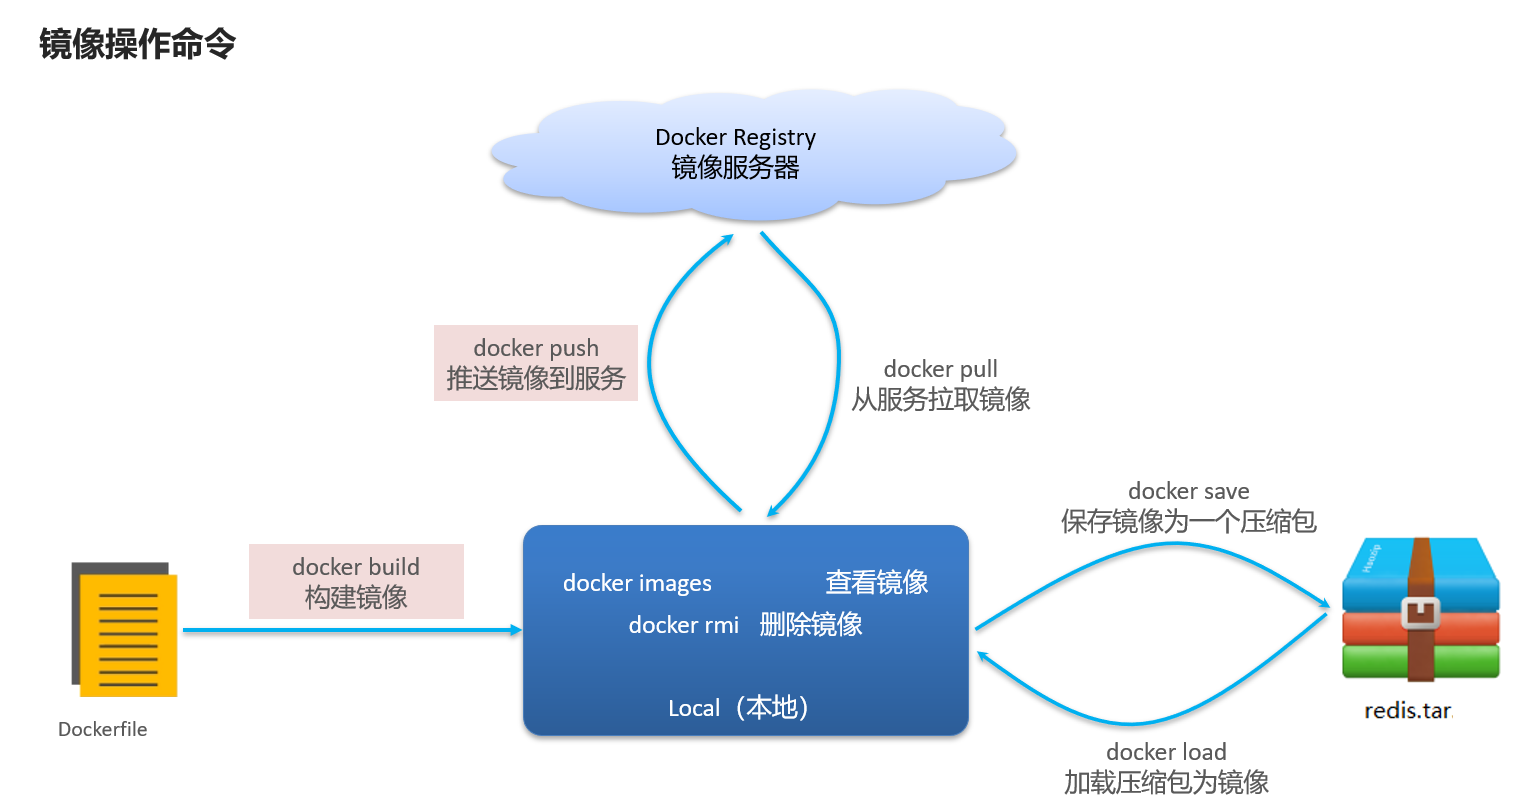 镜像操作命令
Docker Registry
镜像服务器
docker push
推送镜像到服务
docker pull
从服务拉取镜像
docker save
保存镜像为一个压缩包
docker build
构建镜像
docker images 查看镜像
docker rmi 删除镜像
Local（本地）
Haozip
redis.tar
Dockerfile
docker load
加载压缩包为镜像